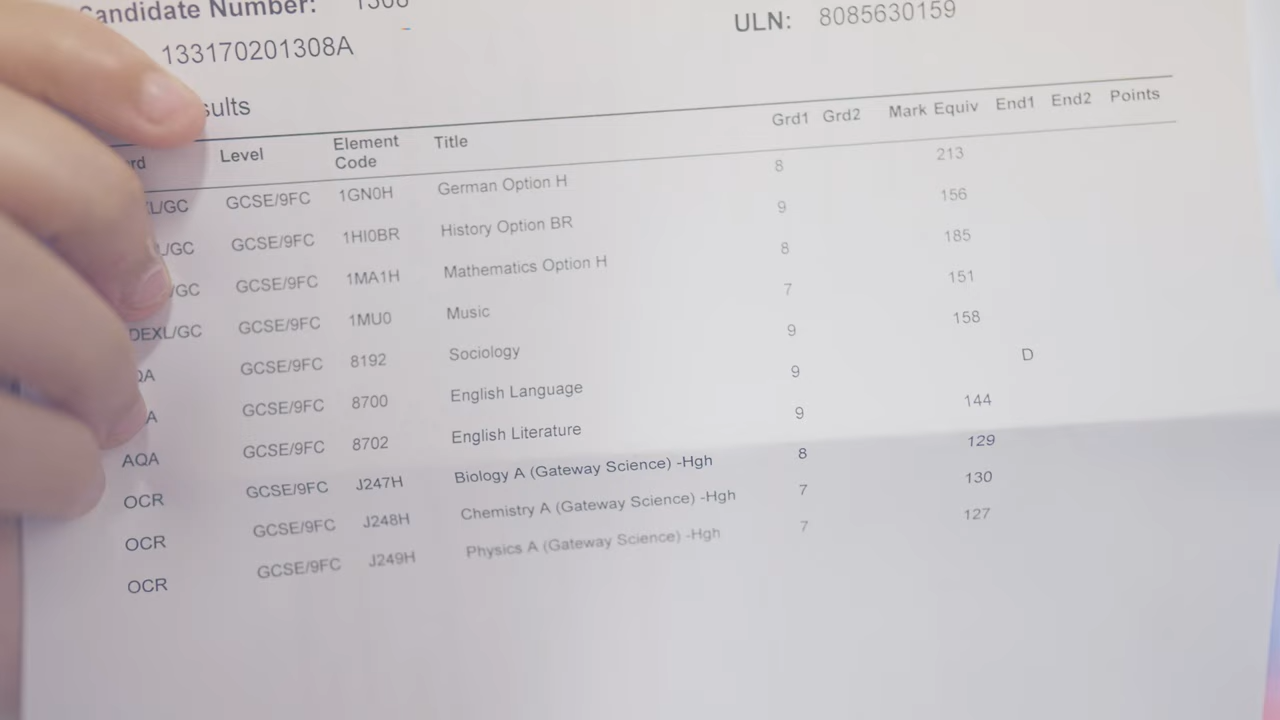 Candidate Number: 1308
ULN: 8085630159
133170201308A
sults
rd Level Element Code Title Grd1 Grd2 Mark Equiv End1 End2 Points
L/GC GCSE/9FC 1GN0H German Option H 8 213
/GC GCSE/9FC 1HI0BR History Option BR 9 156
/GC GCSE/9FC 1MA1H Mathematics Option H 8 185
DEXL/GC GCSE/9FC 1MU0 Music 7 151
QA GCSE/9FC 8192 Sociology 9 158
A GCSE/9FC 8700 English Language 9 D
AQA GCSE/9FC 8702 English Literature 9 144
OCR GCSE/9FC J247H Biology A (Gateway Science) -Hgh 8 129
OCR GCSE/9FC J248H Chemistry A (Gateway Science) -Hgh 7 130
OCR GCSE/9FC J249H Physics A (Gateway Science) -Hgh 7 127